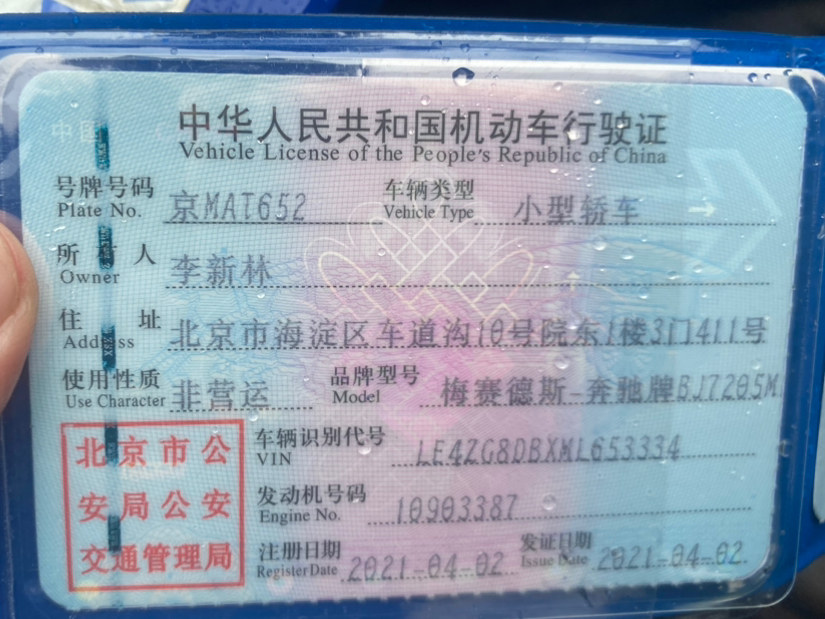 中国
中华人民共和国机动车行驶证
Vehicle License of the People's Republic of China
号牌号码 京MAT652 车辆类型 小型轿车
Plate No. Vehicle Type
所有人 李新林
Owner
住址 北京市海淀区车道沟10号院东1楼3门411号
Address
使用性质 非营运 品牌型号 梅赛德斯-奔驰牌BJ7205M
Use Character Model
北京市公
安局公安
交通管理局
车辆识别代号 LE4ZG8DBXML653334
VIN
发动机号码 10903387
Engine No.
注册日期 2021-04-02 发证日期 2021-04-02
Register Date Issue Date